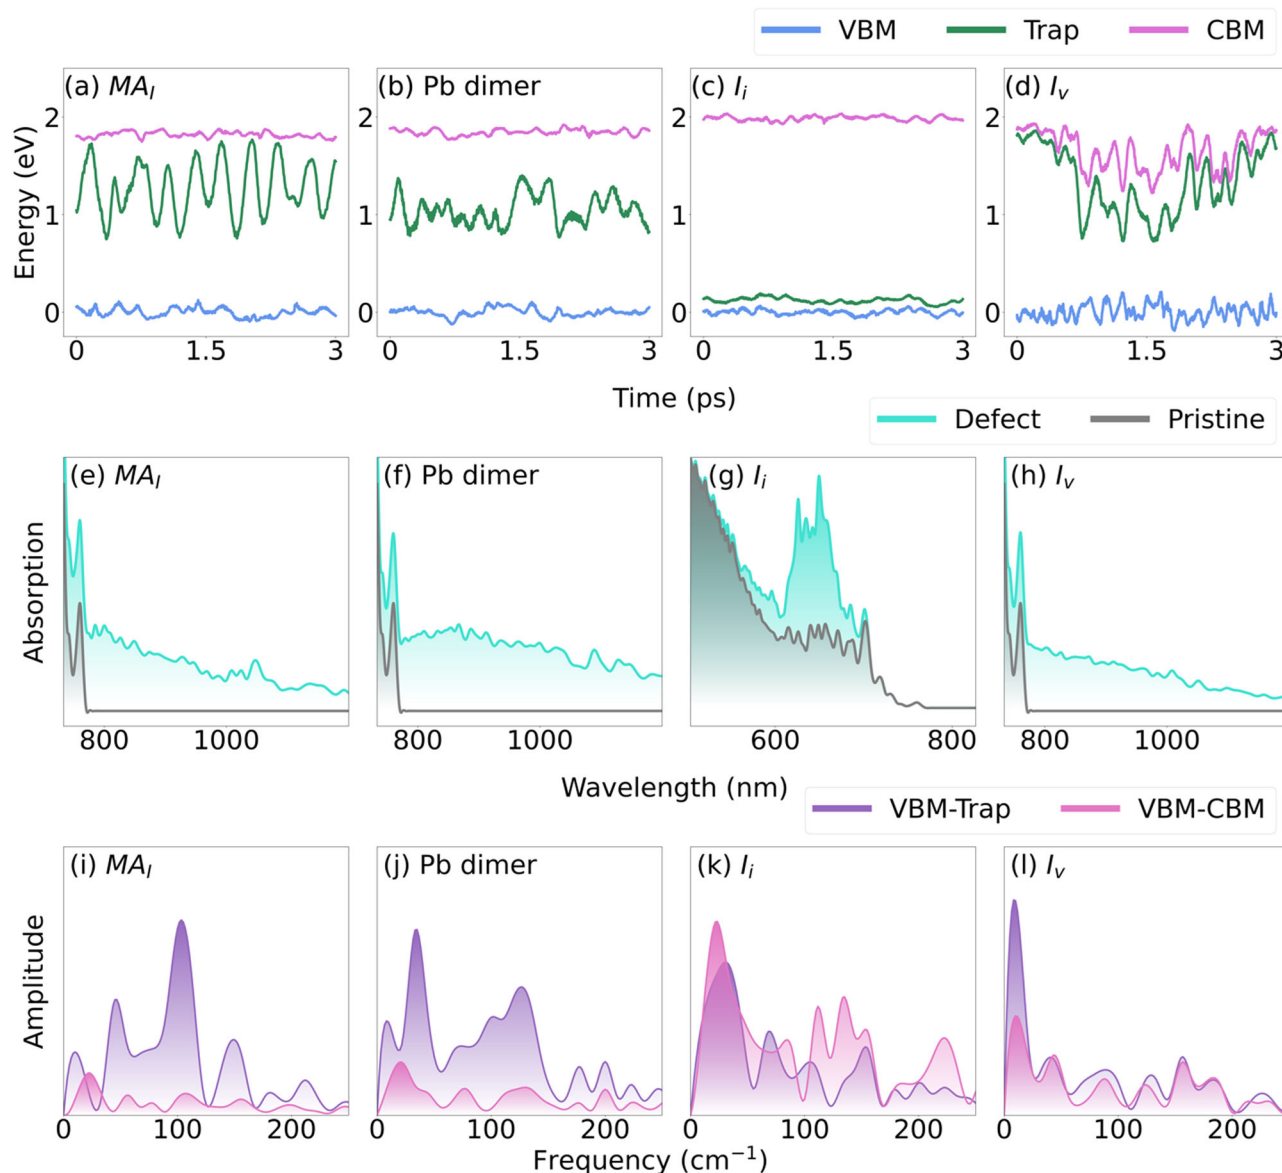 VBM Trap CBM
(a) MA_I (b) Pb dimer (c) I_i (d) I_v
Energy (eV)
2 2 2 2
1 1 1 1
0 0 0 0
0 1.5 3 0 1.5 3 0 1.5 3 0 1.5 3
Time (ps)
Defect Pristine
(e) MA_I (f) Pb dimer (g) I_i (h) I_v
Absorption
800 1000 800 1000 600 800 800 1000
Wavelength (nm)
VBM-Trap VBM-CBM
(i) MA_I (j) Pb dimer (k) I_i (l) I_v
Amplitude
0 100 200 0 100 200 0 100 200 0 100 200
Frequency (cm⁻¹)